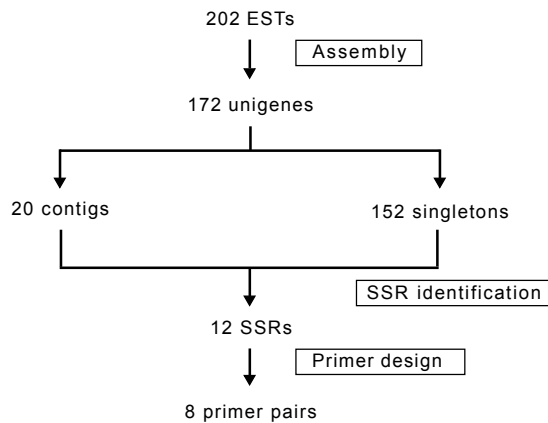 202 ESTs
Assembly
172 unigenes
20 contigs
152 singletons
SSR identification
12 SSRs
Primer design
8 primer pairs